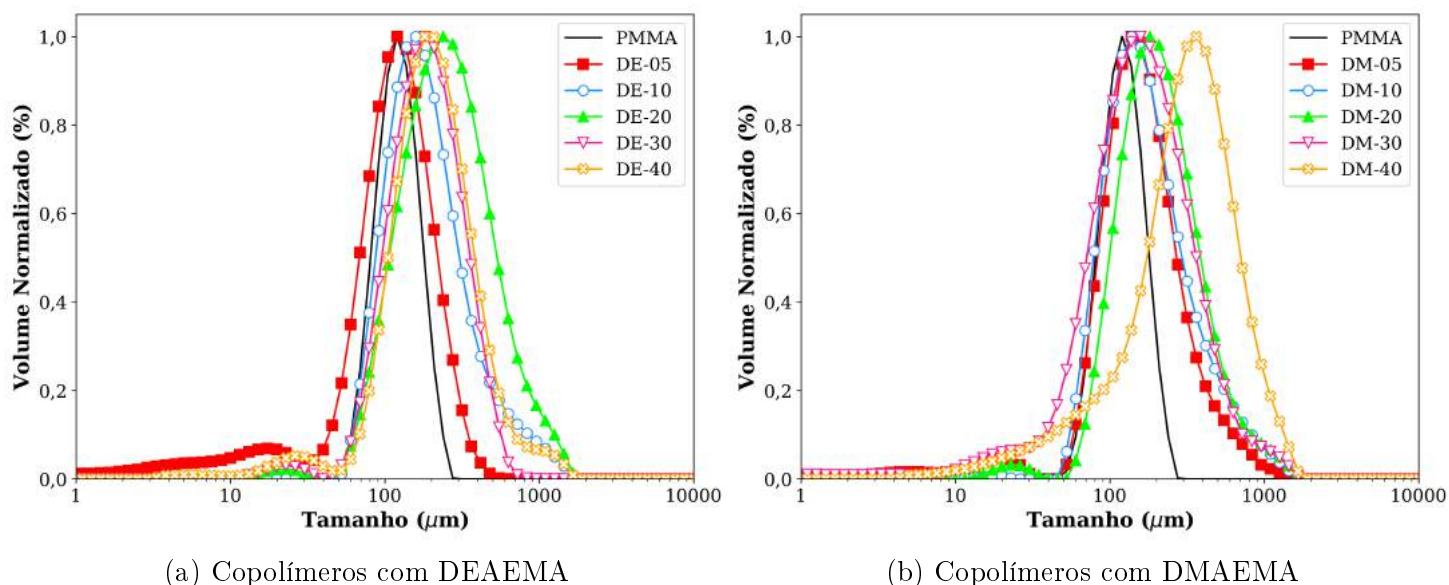 Volume Normalizado (%)
1,0
0,8
0,6
0,4
0,2
0,0
PMMA
DE-05
DE-10
DE-20
DE-30
DE-40
1 10 100 1000 10000
Tamanho (μm)
(a) Copolímeros com DEAEMA
Volume Normalizado (%)
1,0
0,8
0,6
0,4
0,2
0,0
PMMA
DM-05
DM-10
DM-20
DM-30
DM-40
1 10 100 1000 10000
Tamanho (μm)
(b) Copolímeros com DMAEMA